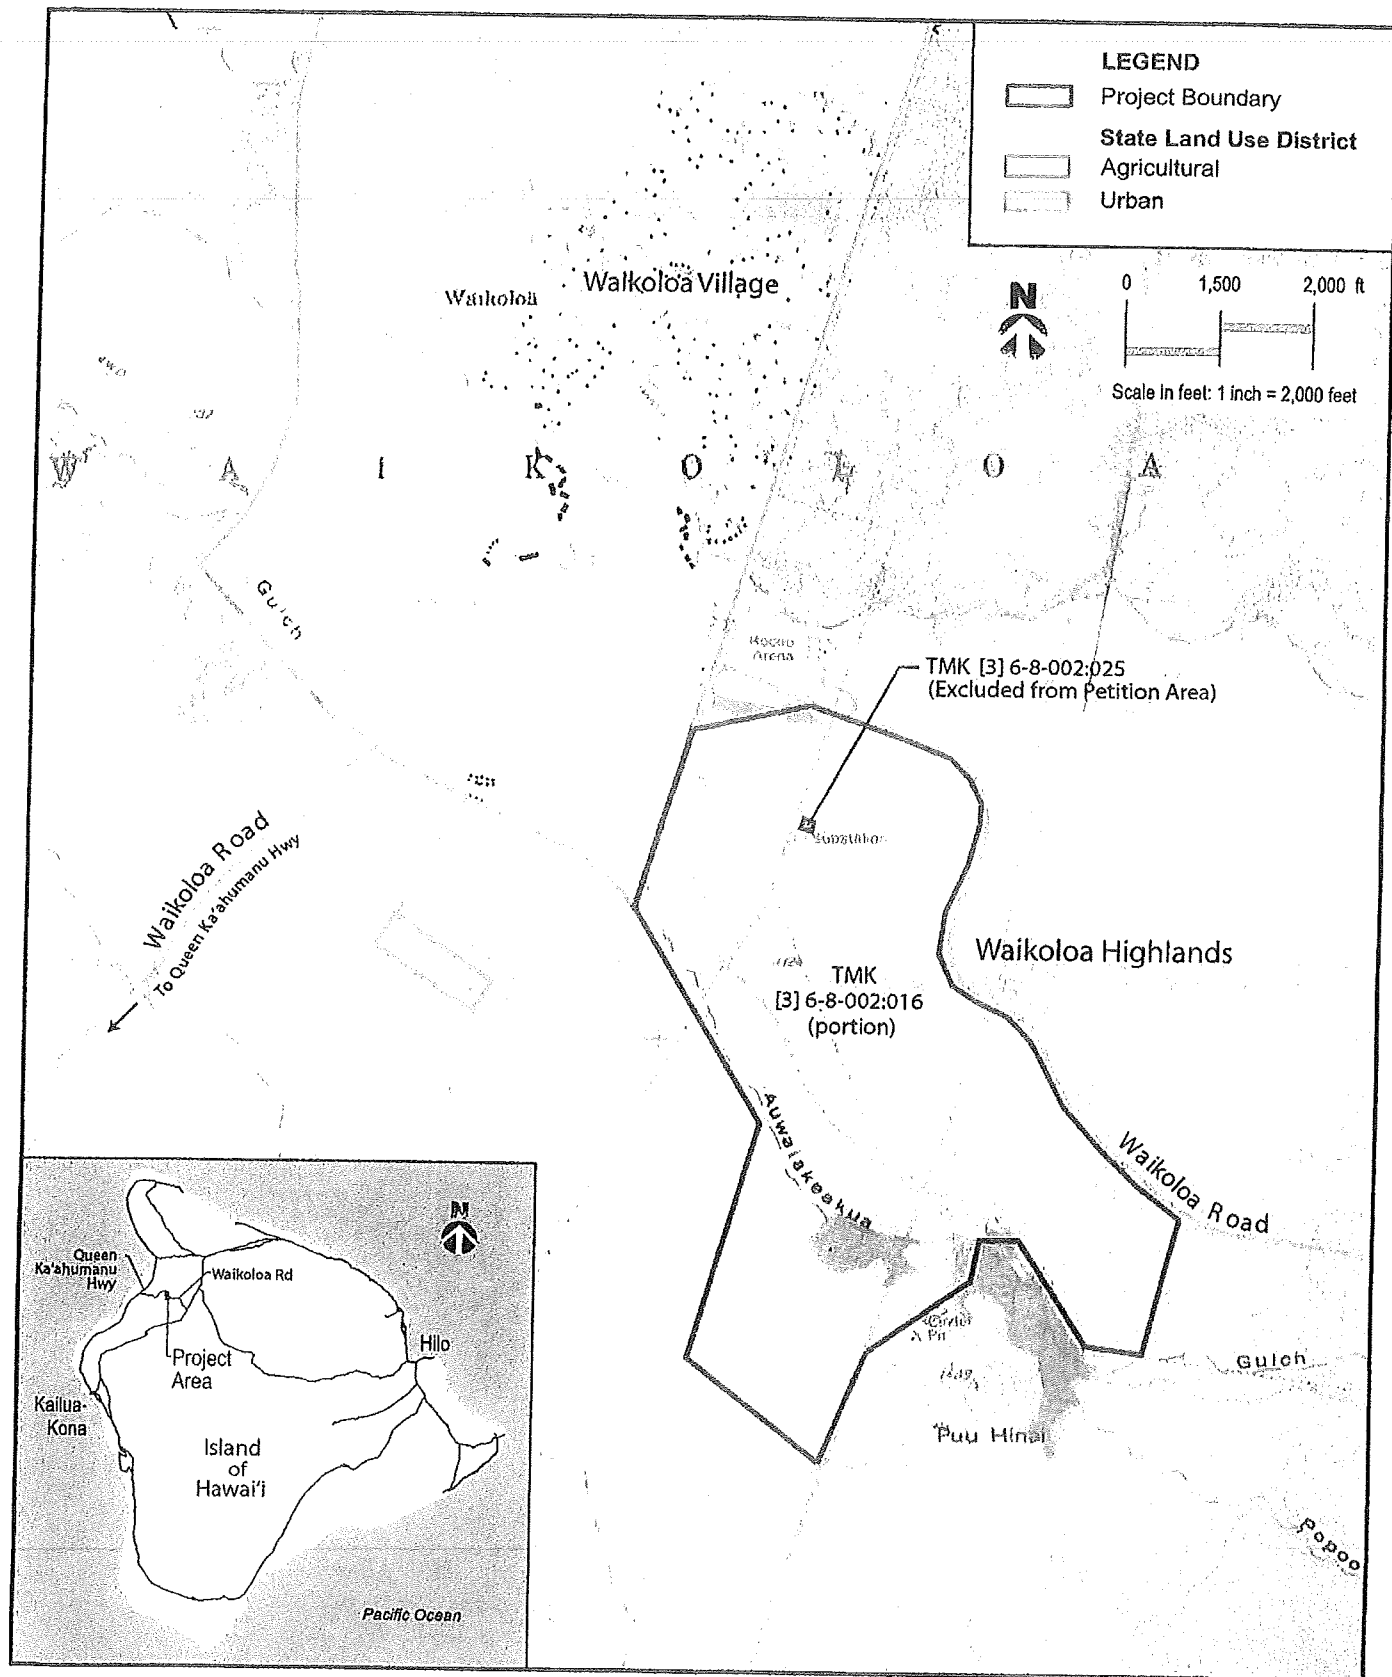 LEGEND
Project Boundary
State Land Use District
Agricultural
Urban
0 1,500 2,000 ft
Scale in feet: 1 inch = 2,000 feet
N
Waikoloa Village
Waikoloa
W A I K O L O A
Gulch
Arena
TMK [3] 6-8-002:025
(Excluded from Petition Area)
Substation
Waikoloa Road
To Queen Ka'ahumanu Hwy
Waikoloa Highlands
TMK
[3] 6-8-002:016
(portion)
Auwaiakeakua
Waikoloa Road
Pit
Gulch
Puu Hinai
Popoo
N
Queen
Ka'ahumanu
Hwy
Waikoloa Rd
Hilo
Project
Area
Kailua-
Kona
Island
of
Hawai'i
Pacific Ocean